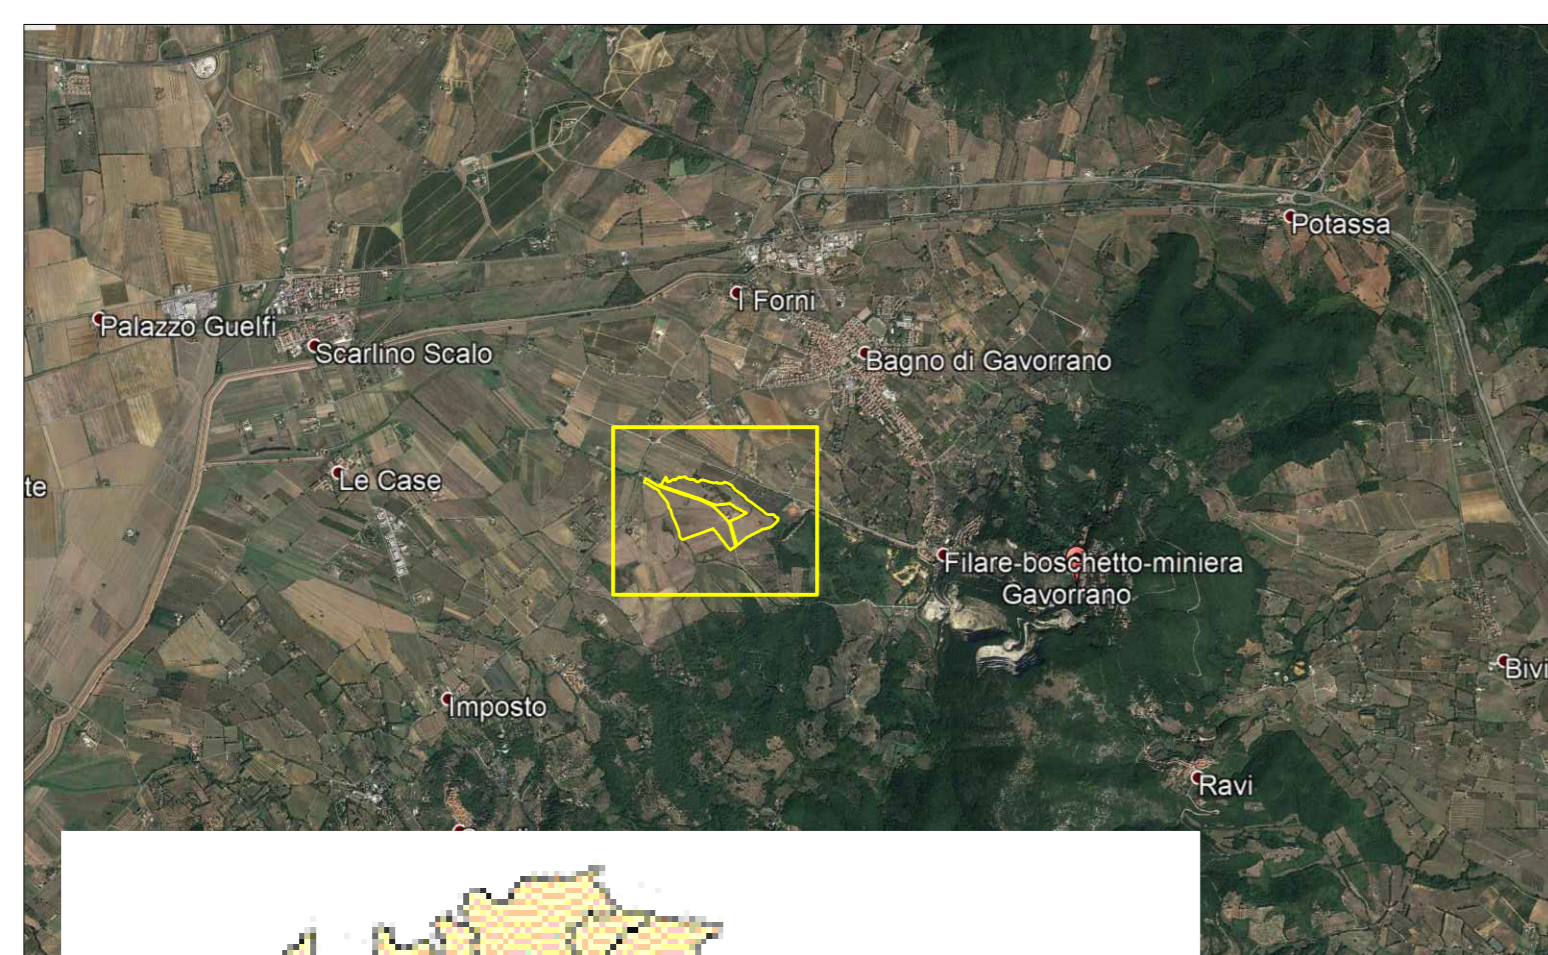 Potassa
I Forni
Palazzo Guelfi
Scarlino Scalo
Bagno di Gavorrano
te
Le Case
Filare-boschetto-miniera
Gavorrano
Bivi
Imposto
Ravi